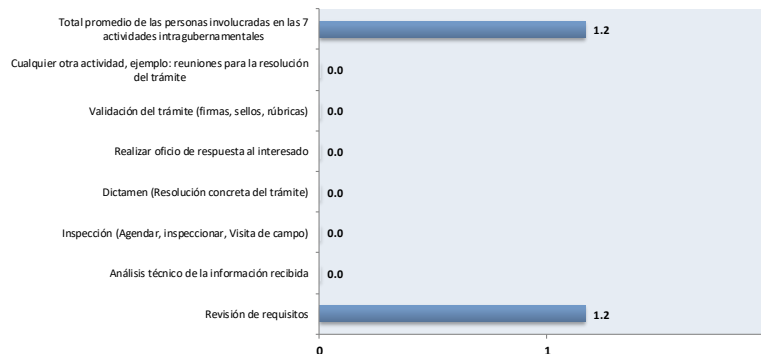 Total promedio de las personas involucradas en las 7
actividades intragubernamentales
1.2
Cualquier otra actividad, ejemplo: reuniones para la resolución
del trámite
0.0
Validación del trámite (firmas, sellos, rúbricas)
0.0
Realizar oficio de respuesta al interesado
0.0
Dictamen (Resolución concreta del trámite)
0.0
Inspección (Agendar, inspeccionar, Visita de campo)
0.0
Análisis técnico de la información recibida
0.0
Revisión de requisitos
1.2
0
1